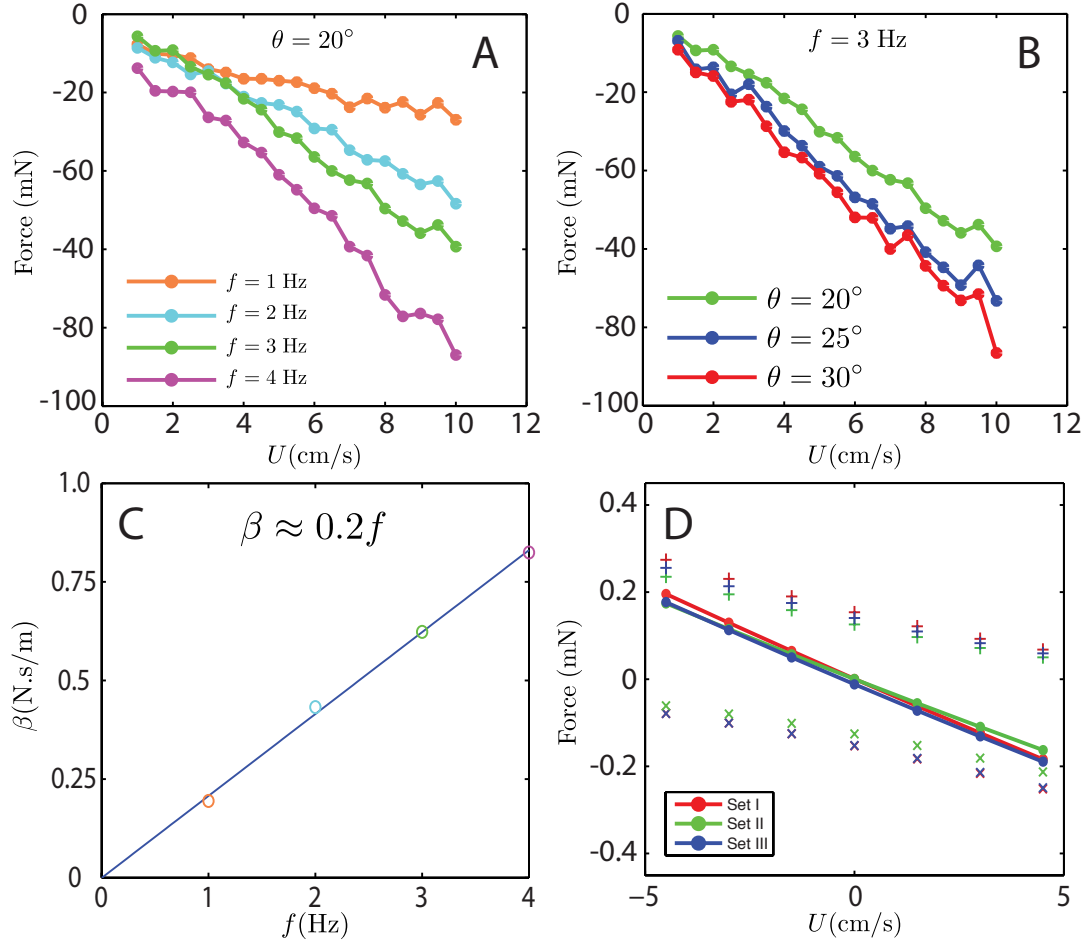 A
θ = 20°
0
-20
-60
-40
-80
-100
Force (mN)
f = 1 Hz
f = 2 Hz
f = 3 Hz
f = 4 Hz
0 2 4 6 8 10 12
U(cm/s)
B
f = 3 Hz
0
-20
-60
-40
-80
-100
Force (mN)
θ = 20°
θ = 25°
θ = 30°
2 4 6 8 10 12
U(cm/s)
C
β ≈ 0.2f
1.0
0.75
0.5
0.25
0
β(N.s/m)
0 1 2 3 4
f(Hz)
D
0.4
0.2
0
-0.2
-0.4
Force (mN)
Set I
Set II
Set III
−5 0 5
U(cm/s)